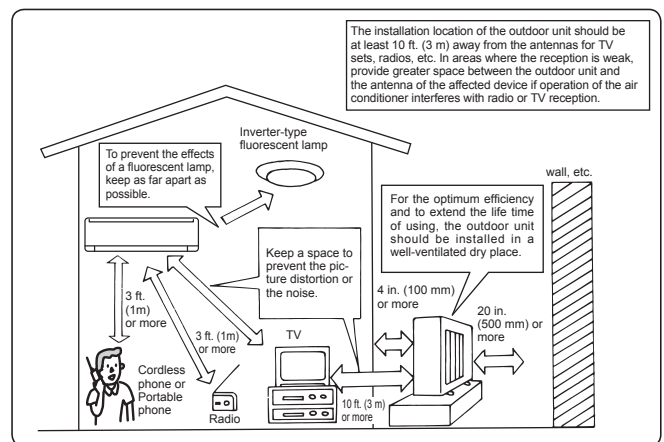 The installation location of the outdoor unit should be
at least 10 ft. (3 m) away from the antennas for TV
sets, radios, etc. In areas where the reception is weak,
provide greater space between the outdoor unit and
the antenna of the affected device if operation of the air
conditioner interferes with radio or TV reception.
Inverter-type
fluorescent lamp
To prevent the effects
of a fluorescent lamp,
keep as far apart as
possible.
wall, etc.
For the optimum efficiency
and to extend the life time
of using, the outdoor unit
should be installed in a
well-ventilated dry place.
Keep a space to
prevent the pic-
ture distortion or
the noise.
4 in. (100 mm)
or more
20 in.
(500 mm) or
more
3 ft.
(1m)
or more
3 ft. (1m)
or more
TV
Cordless
phone or
Portable
phone
Radio
10 ft. (3 m)
or more